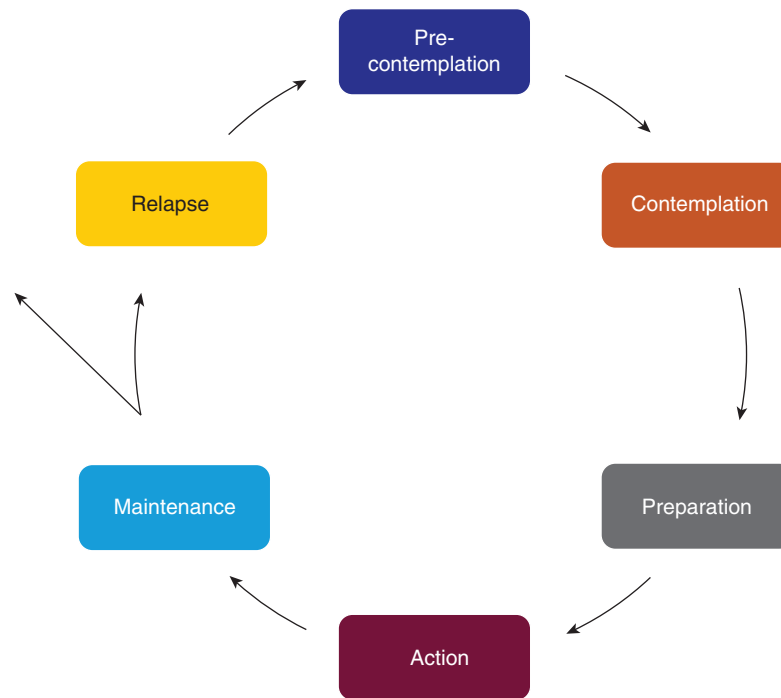 Pre-
contemplation
Contemplation
Preparation
Action
Maintenance
Relapse